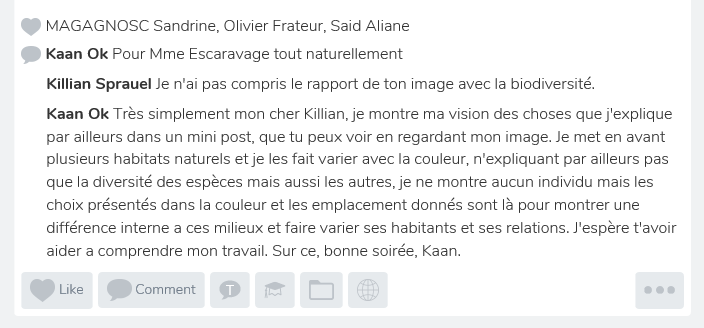 MAGAGNOSC Sandrine, Olivier Frateur, Said Aliane
Kaan Ok Pour Mme Escaravage tout naturellement
Killian Sprauel Je n'ai pas compris le rapport de ton image avec la biodiversité.
Kaan Ok Très simplement mon cher Killian, je montre ma vision des choses que j'explique
par ailleurs dans un mini post, que tu peux voir en regardant mon image. Je met en avant
plusieurs habitats naturels et je les fait varier avec la couleur, n'expliquant par ailleurs pas
que la diversité des espèces mais aussi les autres, je ne montre aucun individu mais les
choix présentés dans la couleur et les emplacement donnés sont là pour montrer une
différence interne a ces milieux et faire varier ses habitants et ses relations. J'espère t'avoir
aider a comprendre mon travail. Sur ce, bonne soirée, Kaan.
Like Comment T